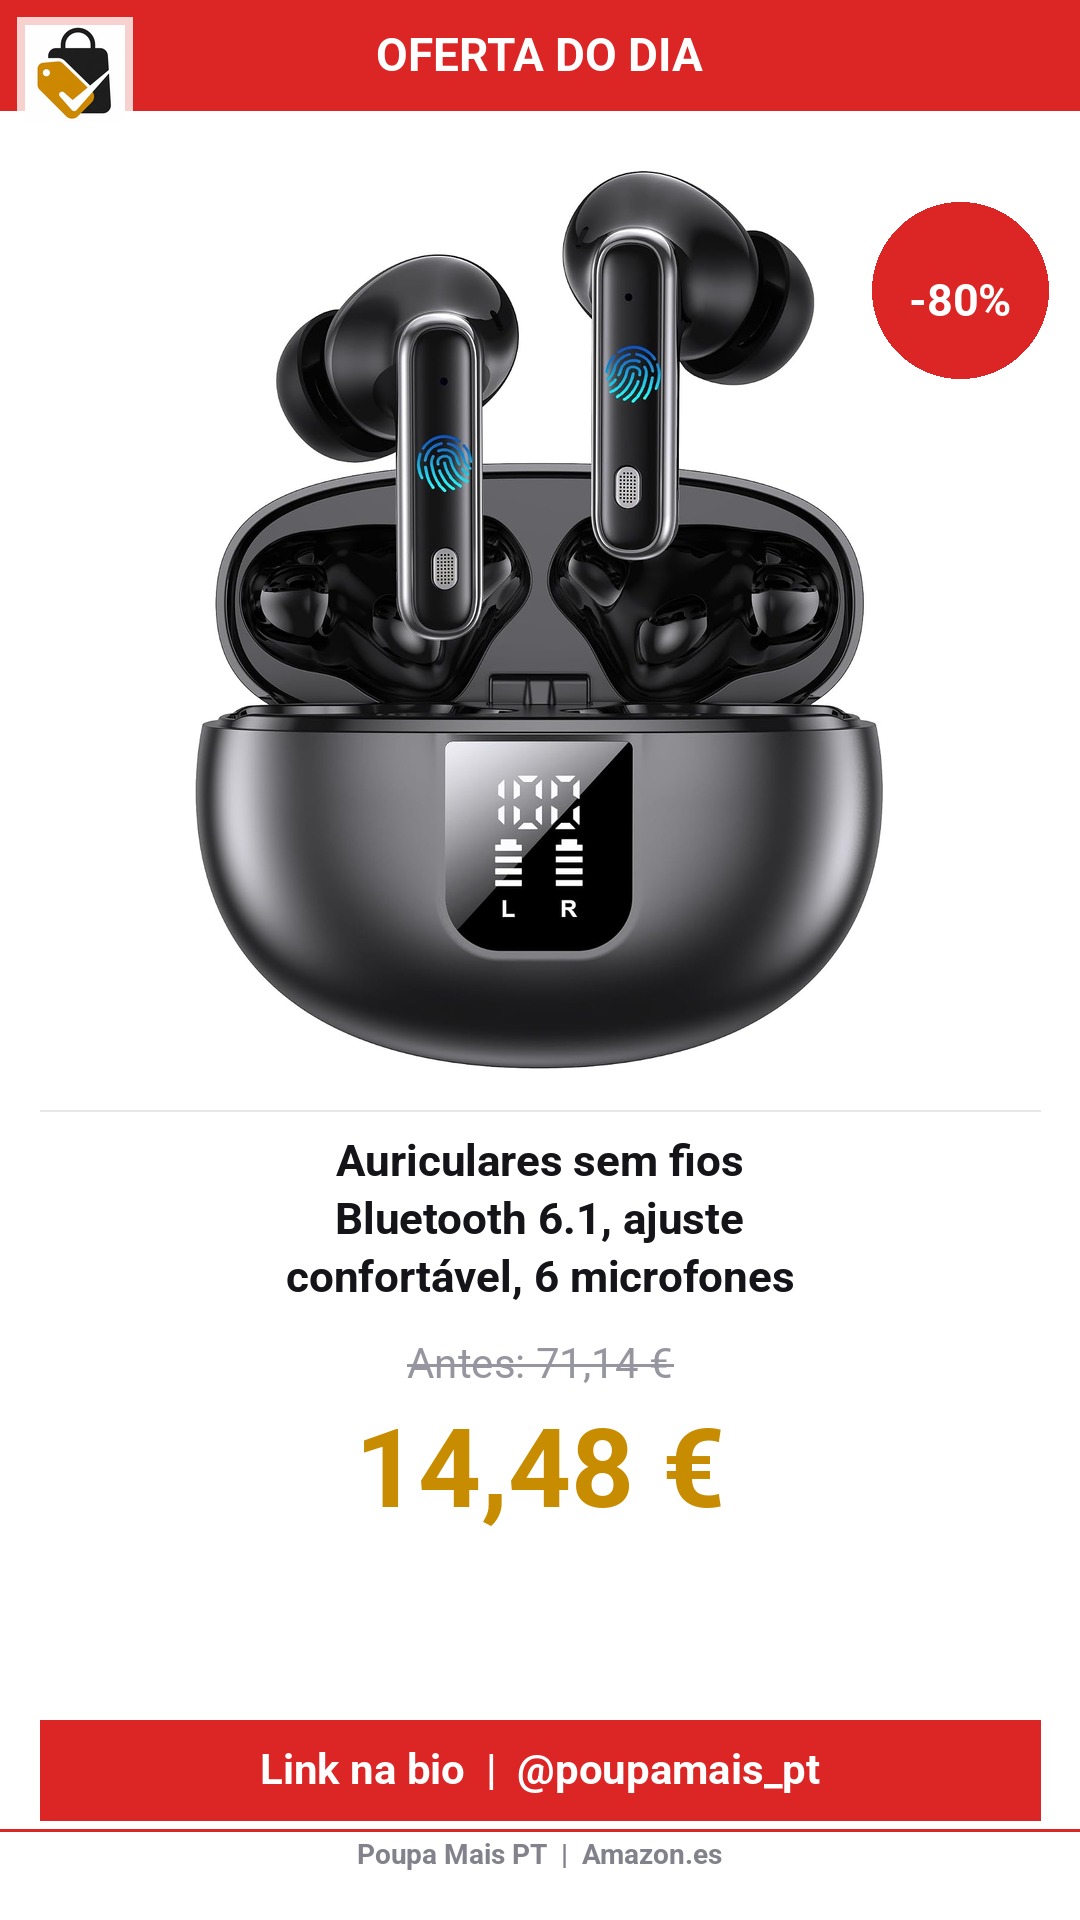 OFERTA DO DIA
-80%
100
L R
Auriculares sem fios
Bluetooth 6.1, ajuste
confortável, 6 microfones
Antes: 71,14 €
14,48 €
Link na bio | @poupamais_pt
Poupa Mais PT | Amazon.es